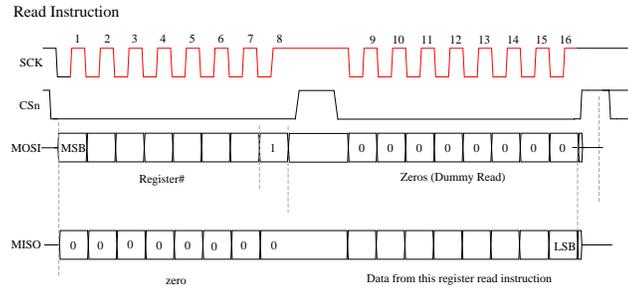 Read Instruction
1 2 3 4 5 6 7 8 9 10 11 12 13 14 15 16
SCK
CSn
MOSI MSB 1 0 0 0 0 0 0 0 0
Register# Zeros (Dummy Read)
MISO 0 0 0 0 0 0 0 0 LSB
zero Data from this register read instruction